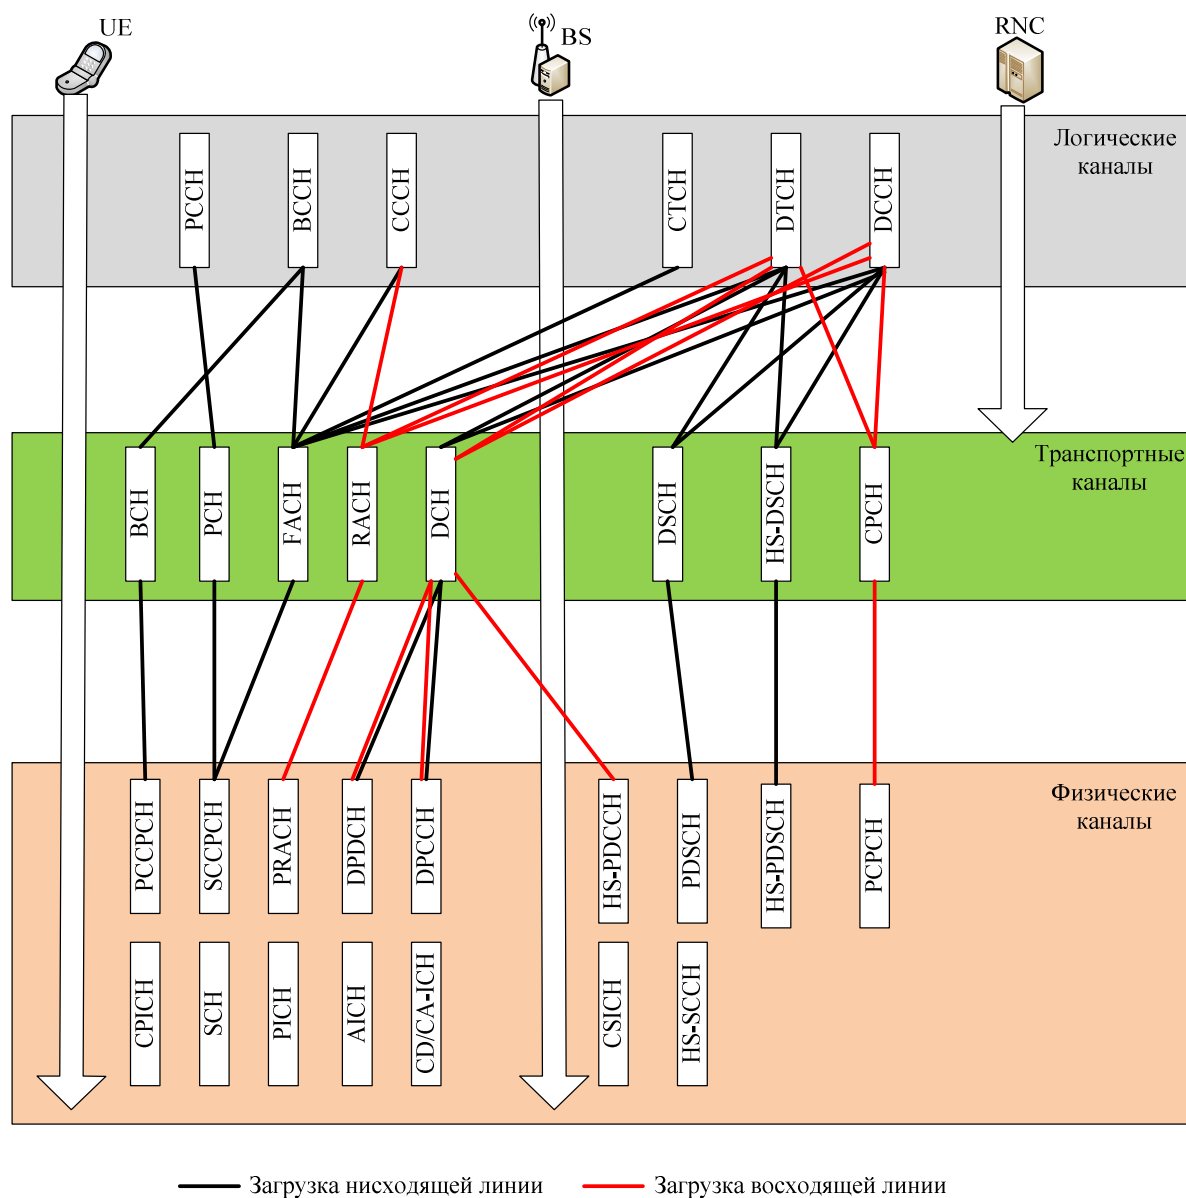 UE
BS
RNC
Логические
каналы
PCCH
BCCH
CCCH
CTCH
DTCH
DCCH
Транспортные
каналы
BCH
PCH
FACH
RACH
DCH
DSCH
HS-DSCH
CPCH
Физические
каналы
PCCPCH
SCCPCH
PRACH
DPDCH
DPCCH
HS-PDCCH
PDSCH
HS-PDSCH
PCPCH
CPICH
SCH
PICH
AICH
CD/CA-ICH
CSICH
HS-SCCH
Загрузка нисходящей линии
Загрузка восходящей линии